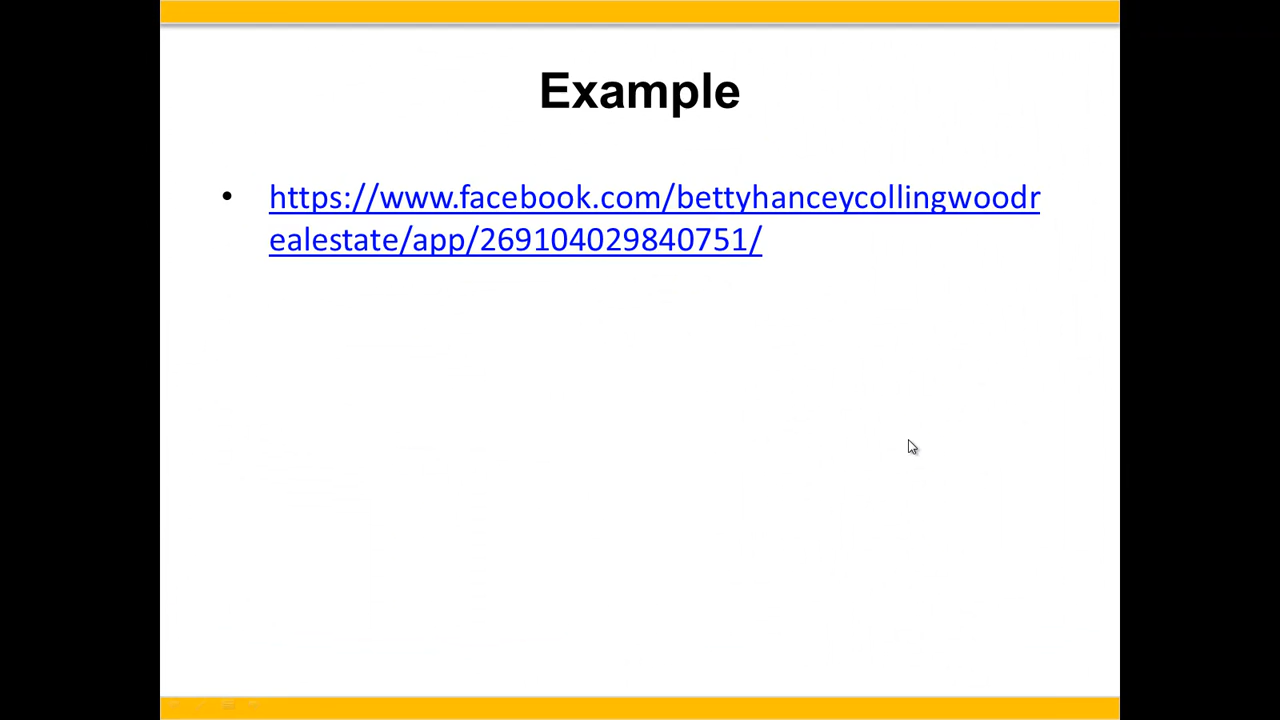 Example
• https://www.facebook.com/bettyhanceycollingwoodr
ealestate/app/269104029840751/